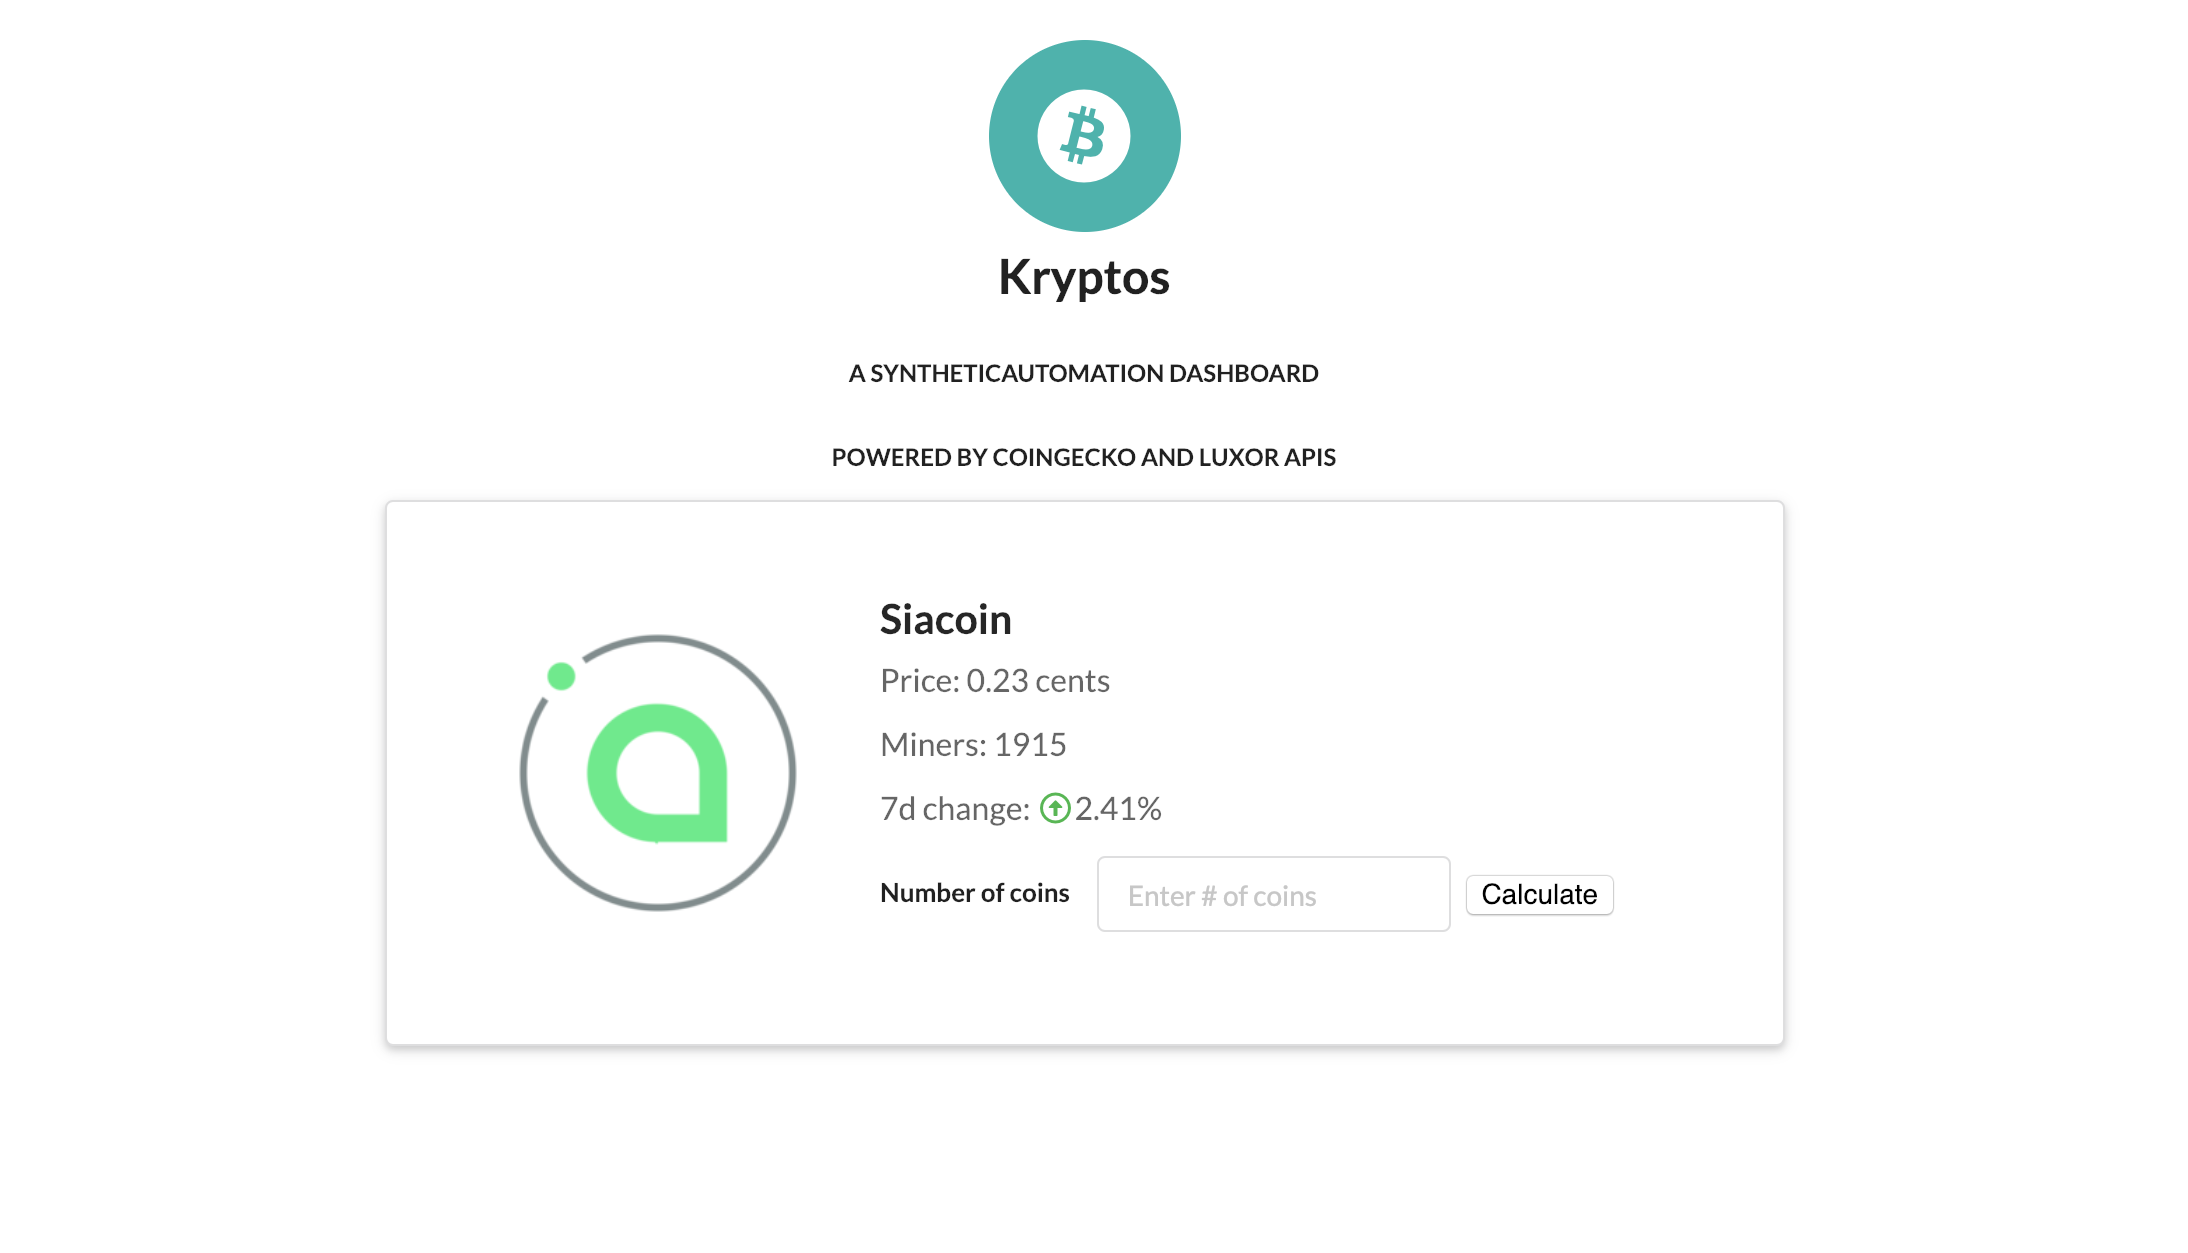 Kryptos
A SYNTHETICAUTOMATION DASHBOARD
POWERED BY COINGECKO AND LUXOR APIS
Siacoin
Price: 0.23 cents
Miners: 1915
7d change: 2.41%
Number of coins Enter # of coins Calculate